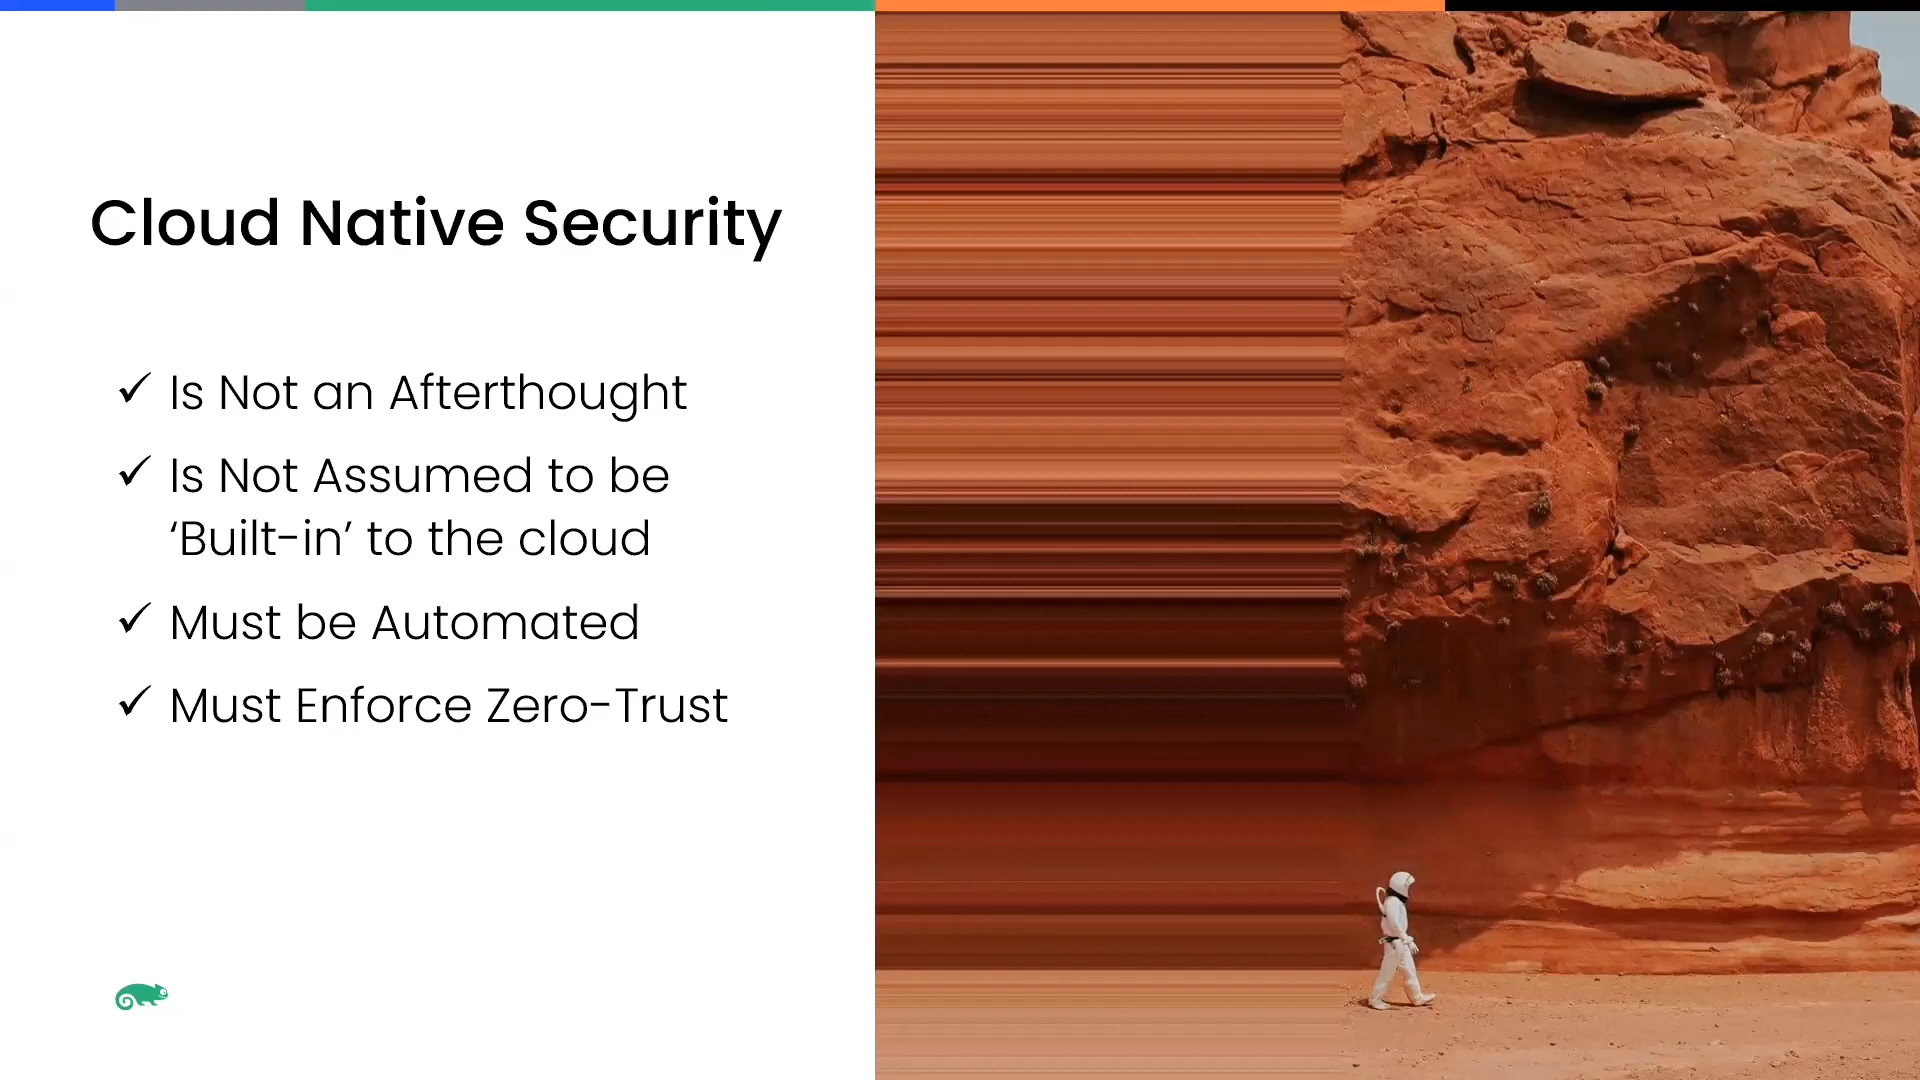 Cloud Native Security
✓ Is Not an Afterthought
✓ Is Not Assumed to be
‘Built-in’ to the cloud
✓ Must be Automated
✓ Must Enforce Zero-Trust